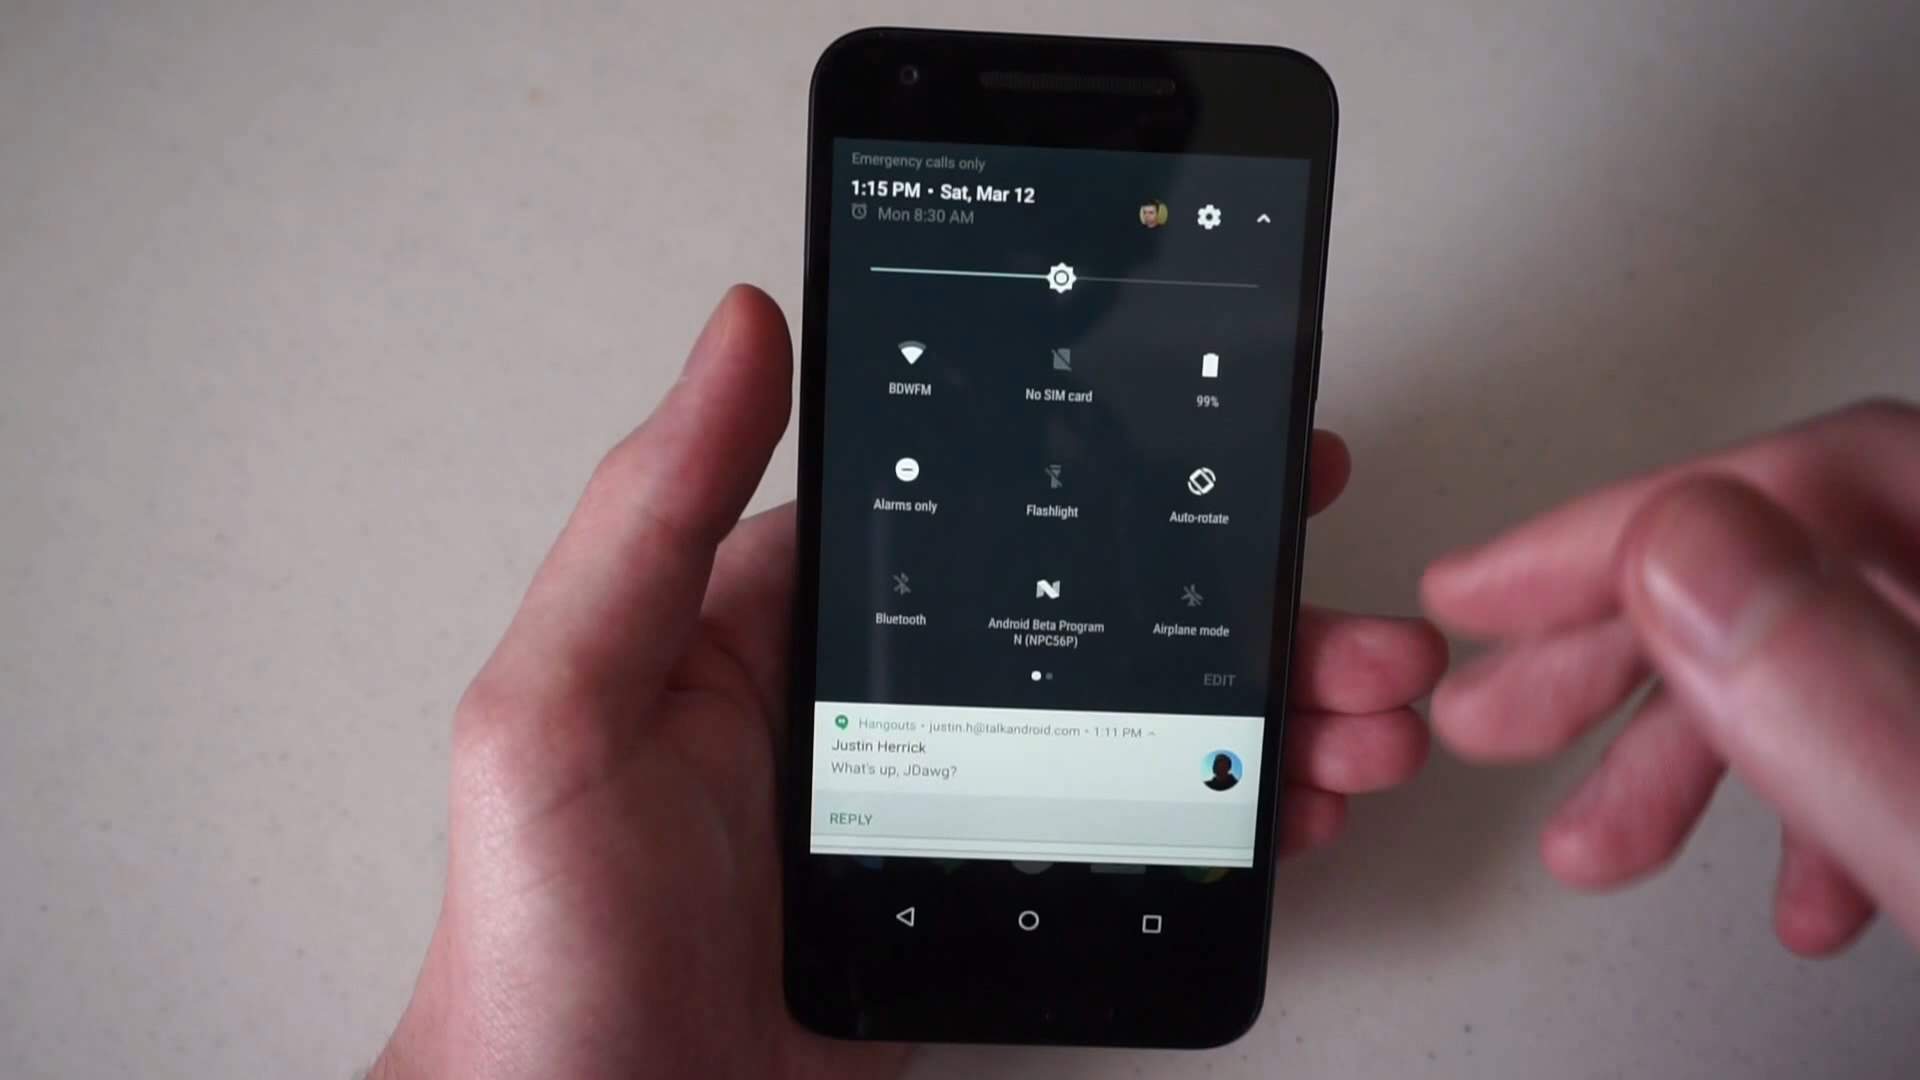 Emergency calls only
1:15 PM • Sat, Mar 12
Mon 8:30 AM
BDWFM
No SIM card
99%
Alarms only
Flashlight
Auto-rotate
Bluetooth
Android Beta Program
N (NPC56P)
Airplane mode
EDIT
Hangouts • justin.h@talkandroid.com • 1:11 PM
Justin Herrick
What's up, JDawg?
REPLY